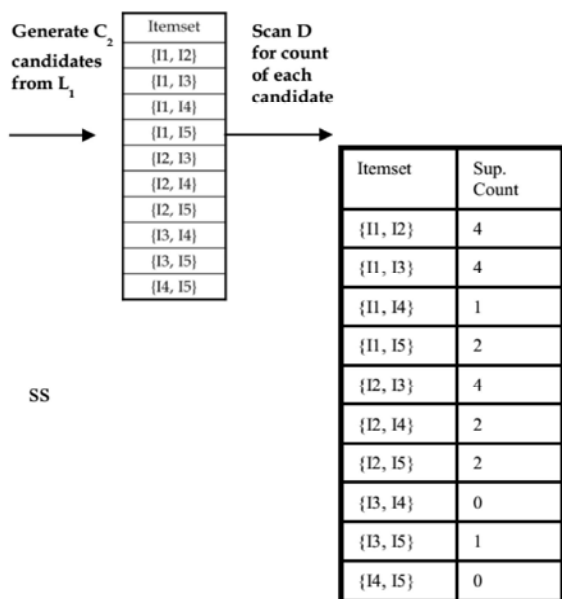 Generate C2
candidates
from L1
Itemset
{I1, I2}
{I1, I3}
{I1, I4}
{I1, I5}
{I2, I3}
{I2, I4}
{I2, I5}
{I3, I4}
{I3, I5}
{I4, I5}
Scan D
for count
of each
candidate
Itemset Sup. Count
{I1, I2} 4
{I1, I3} 4
{I1, I4} 1
{I1, I5} 2
{I2, I3} 4
{I2, I4} 2
{I2, I5} 2
{I3, I4} 0
{I3, I5} 1
{I4, I5} 0
SS